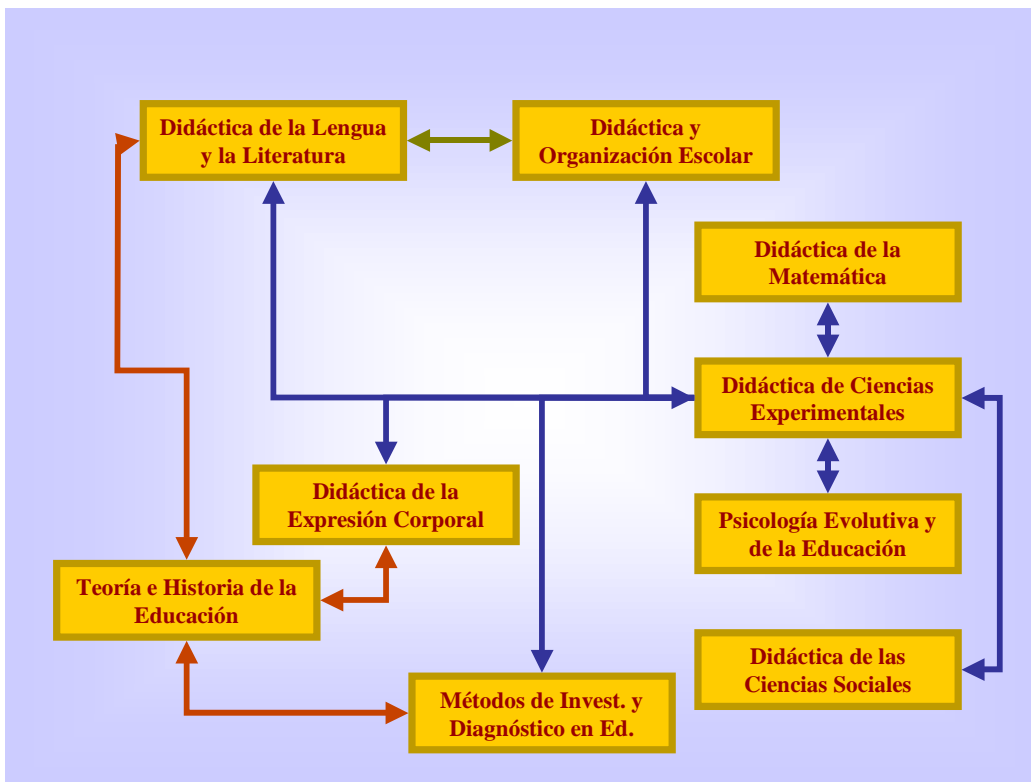 Didáctica de la Lengua
y la Literatura
Didáctica y
Organización Escolar
Didáctica de la
Matemática
Didáctica de Ciencias
Experimentales
Didáctica de la
Expresión Corporal
Psicología Evolutiva y
de la Educación
Teoría e Historia de la
Educación
Didáctica de las
Ciencias Sociales
Métodos de Invest. y
Diagnóstico en Ed.